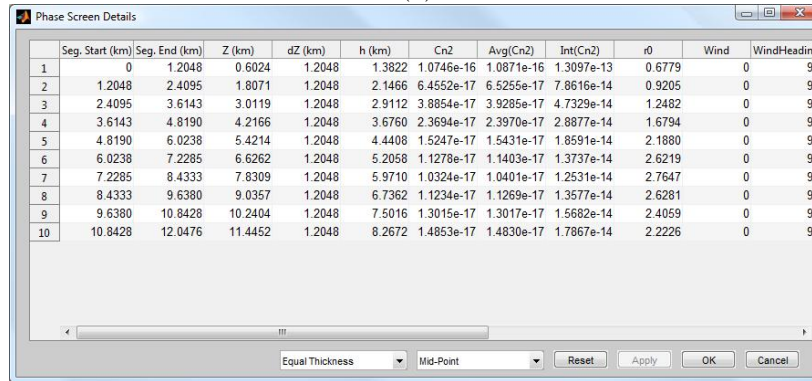 Phase Screen Details
Seg. Start (km) Seg. End (km) Z (km) dZ (km) h (km) Cn2 Avg(Cn2) Int(Cn2) r0 Wind WindHeadin
1 0 1.2048 0.6024 1.2048 1.3822 1.0746e-16 1.0871e-16 1.3097e-13 0.6779 0 9
2 1.2048 2.4095 1.8071 1.2048 2.1466 6.4552e-17 6.5255e-17 7.8616e-14 0.9205 0 9
3 2.4095 3.6143 3.0119 1.2048 2.9112 3.8854e-17 3.9285e-17 4.7329e-14 1.2482 0 9
4 3.6143 4.8190 4.2166 1.2048 3.6760 2.3694e-17 2.3970e-17 2.8877e-14 1.6794 0 9
5 4.8190 6.0238 5.4214 1.2048 4.4408 1.5247e-17 1.5431e-17 1.8591e-14 2.1880 0 9
6 6.0238 7.2285 6.6262 1.2048 5.2058 1.1278e-17 1.1403e-17 1.3737e-14 2.6219 0 9
7 7.2285 8.4333 7.8309 1.2048 5.9710 1.0324e-17 1.0401e-17 1.2531e-14 2.7647 0 9
8 8.4333 9.6380 9.0357 1.2048 6.7362 1.1234e-17 1.1269e-17 1.3577e-14 2.6281 0 9
9 9.6380 10.8428 10.2404 1.2048 7.5016 1.3015e-17 1.3017e-17 1.5682e-14 2.4059 0 9
10 10.8428 12.0476 11.4452 1.2048 8.2672 1.4853e-17 1.4830e-17 1.7867e-14 2.2226 0 9
Equal Thickness Mid-Point Reset Apply OK Cancel